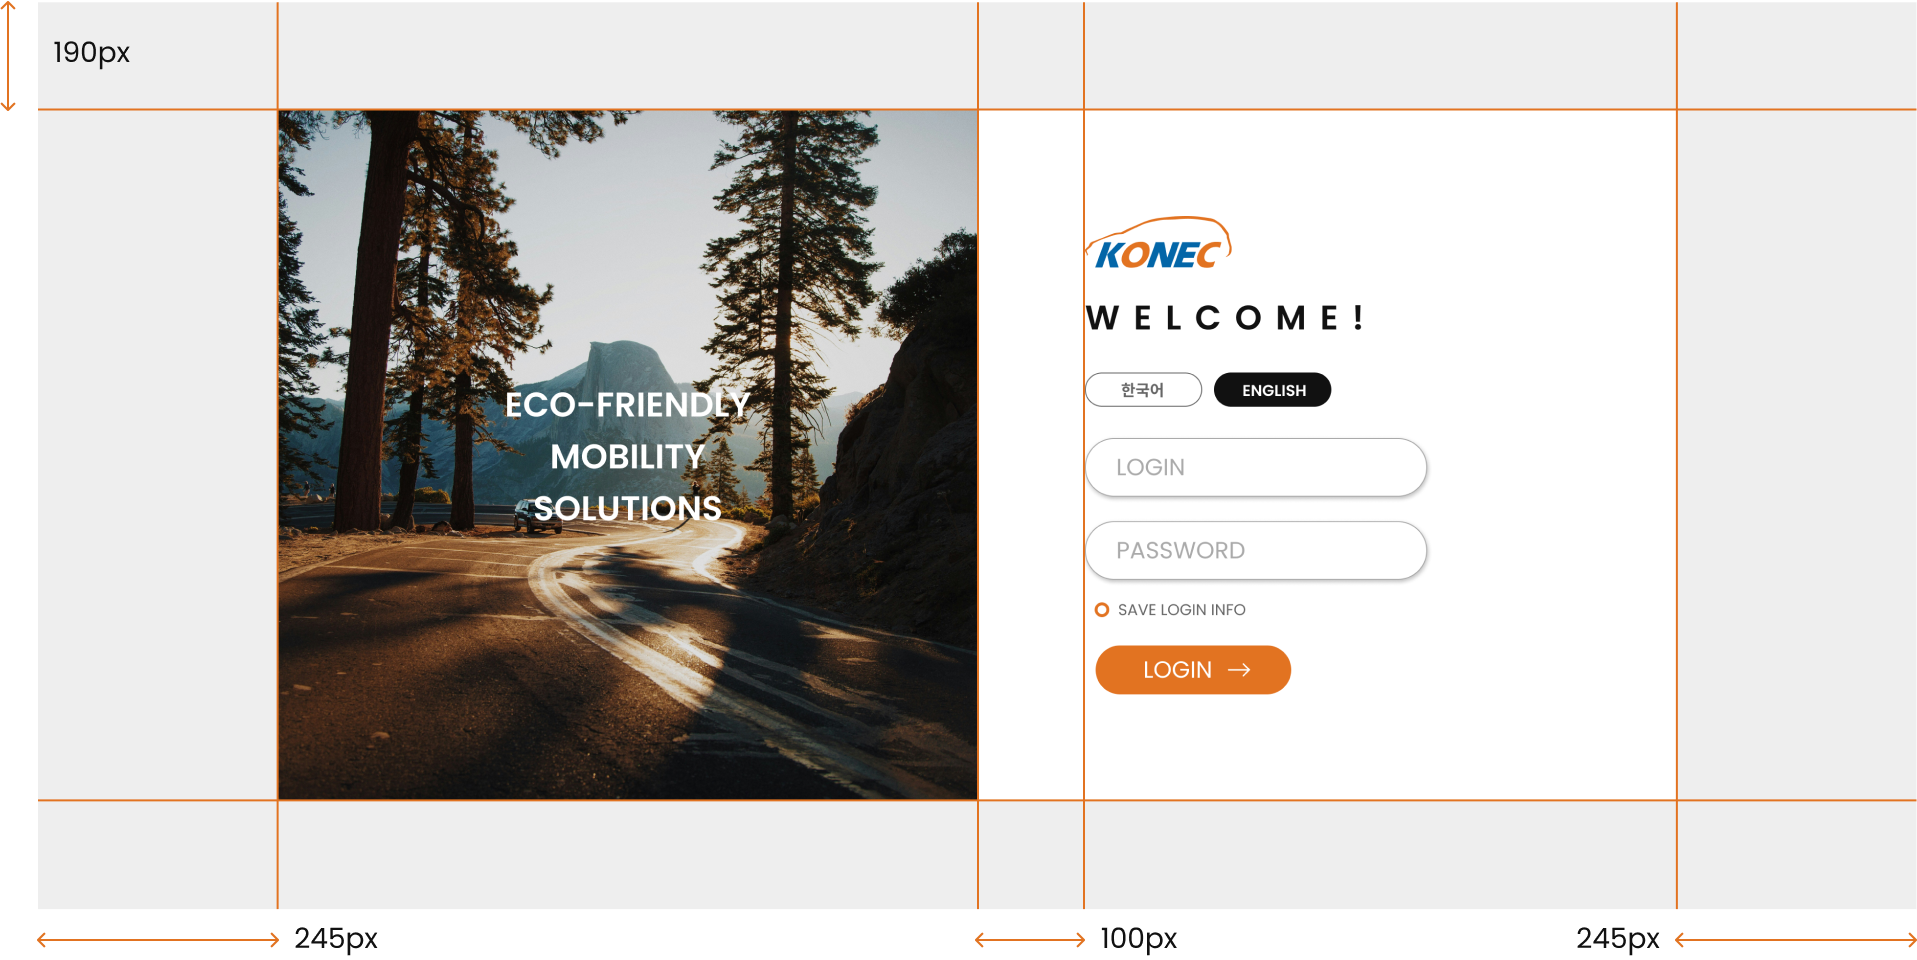 190px
ECO-FRIENDLY
MOBILITY
SOLUTIONS
KONEC
WELCOME!
한국어 ENGLISH
LOGIN
PASSWORD
SAVE LOGIN INFO
LOGIN →
245px 100px 245px